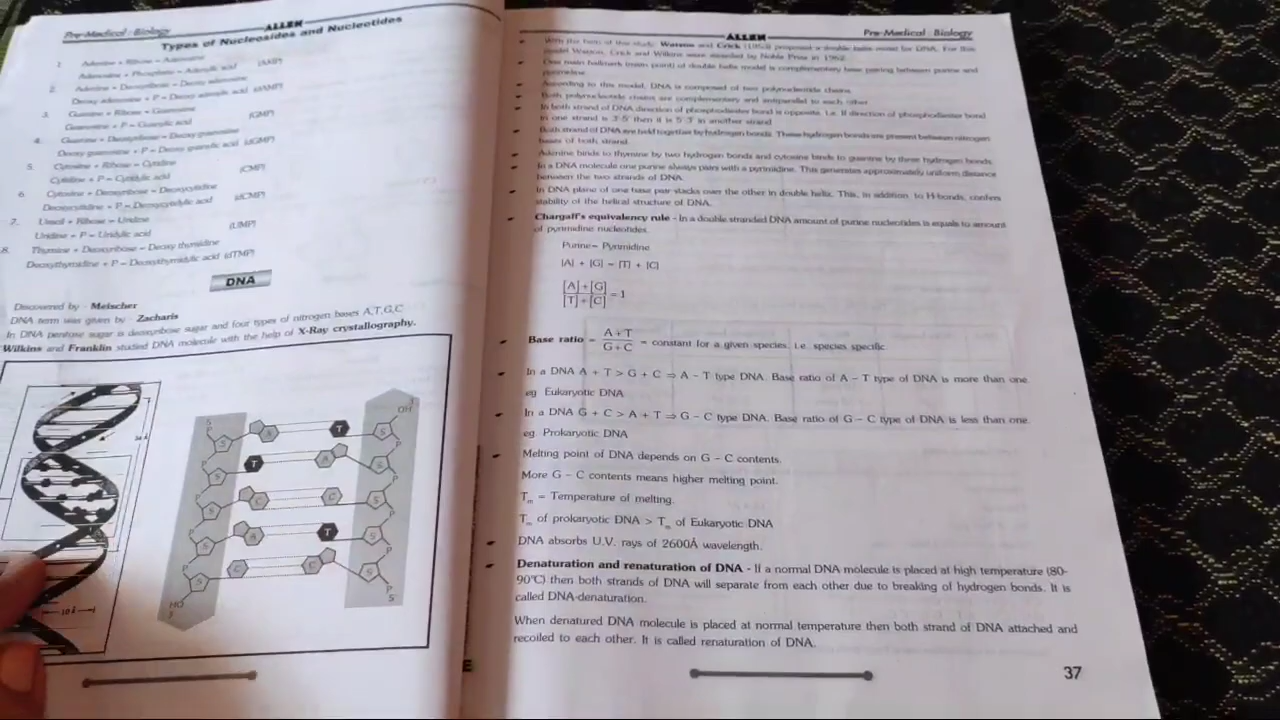 Pre-Medical : Biology
ALLEN
Types of Nucleosides and Nucleotides
1. Adenine + Ribose = Adenosine
Adenosine + Phosphate = Adenylic acid (AMP)
2. Adenine + Deoxyribose = Deoxy adenosine
Deoxy adenosine + P = Deoxy adenylic acid (dAMP)
3. Guanine + Ribose = Guanosine
Guanosine + P = Guanylic acid (GMP)
4. Guanine + Deoxyribose = Deoxy guanosine
Deoxy guanosine + P = Deoxy guanylic acid (dGMP)
5. Cytosine + Ribose = Cytidine
Cytidine + P = Cytidylic acid (CMP)
6. Cytosine + Deoxyribose = Deoxycytidine
Deoxycytidine + P = Deoxycytidylic acid (dCMP)
7. Uracil + Ribose = Uridine
Uridine + P = Uridylic acid (UMP)
8. Thymine + Deoxyribose = Deoxy thymidine
Deoxythymidine + P = Deoxythymidylic acid (dTMP)
DNA
Discovered by - Meischer
DNA term was given by - Zacharis
In DNA pentose sugar is deoxyribose sugar and four types of nitrogen bases A,T,G,C
Wilkins and Franklin studied DNA molecule with the help of X-Ray crystallography.
ALLEN
Pre-Medical : Biology
With the help of this study, Watson and Crick (1953) proposed a double helix model for DNA. For this
model Watson, Crick and Wilkins were awarded by Noble Prize in 1962.
One main hallmark (main point) of double helix model is complementary base pairing between purine and
pyrimidine.
According to this model, DNA is composed of two polynucleotide chains.
Both polynucleotide chains are complementary and antiparallel to each other.
In both strand of DNA direction of phosphodiester bond is opposite. i.e. If direction of phosphodiester bond
in one strand is 3'-5' then it is 5'-3' in another strand.
Both strand of DNA are held together by hydrogen bonds. These hydrogen bonds are present between nitrogen
bases of both strand.
Adenine binds to thymine by two hydrogen bonds and cytosine binds to guanine by three hydrogen bonds.
In a DNA molecule one purine always pairs with a pyrimidine. This generates approximately uniform distance
between the two strands of DNA.
In DNA plane of one base pair stacks over the other in double helix. This, in addition to H-bonds, confers
stability of the helical structure of DNA.
Chargaff's equivalency rule - In a double stranded DNA amount of purine nucleotides is equals to amount
of pyrimidine nucleotides.
Purine = Pyrimidine
[A] + [G] = [T] + [C]
[A]+[G]
[T]+[C] = 1
Base ratio = A+T
G+C = constant for a given species. i.e. species specific
In a DNA A + T > G + C ⇒ A – T type DNA. Base ratio of A – T type of DNA is more than one.
eg. Eukaryotic DNA
In a DNA G + C > A + T ⇒ G – C type DNA. Base ratio of G – C type of DNA is less than one.
eg. Prokaryotic DNA
Melting point of DNA depends on G – C contents.
More G – C contents means higher melting point.
Tm = Temperature of melting.
Tm of prokaryotic DNA > Tm of Eukaryotic DNA
DNA absorbs U.V. rays of 2600Å wavelength.
Denaturation and renaturation of DNA - If a normal DNA molecule is placed at high temperature (80-
90°C) then both strands of DNA will separate from each other due to breaking of hydrogen bonds. It is
called DNA-denaturation.
When denatured DNA molecule is placed at normal temperature then both strand of DNA attached and
recoiled to each other. It is called renaturation of DNA.
37